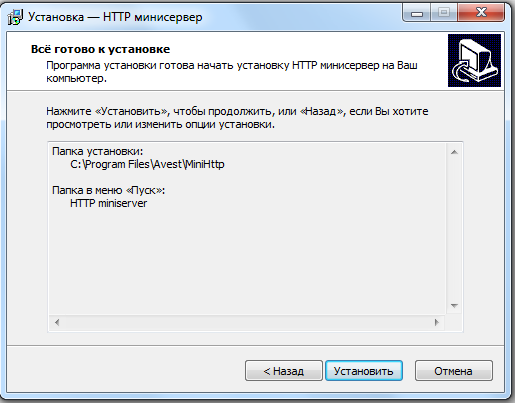 Установка — HTTP минисервер
Всё готово к установке
Программа установки готова начать установку HTTP минисервер на Ваш
компьютер.
Нажмите «Установить», чтобы продолжить, или «Назад», если Вы хотите
просмотреть или изменить опции установки.
Папка установки:
C:\Program Files\Avest\MiniHttp
Папка в меню «Пуск»:
HTTP miniserver
< Назад
Установить
Отмена